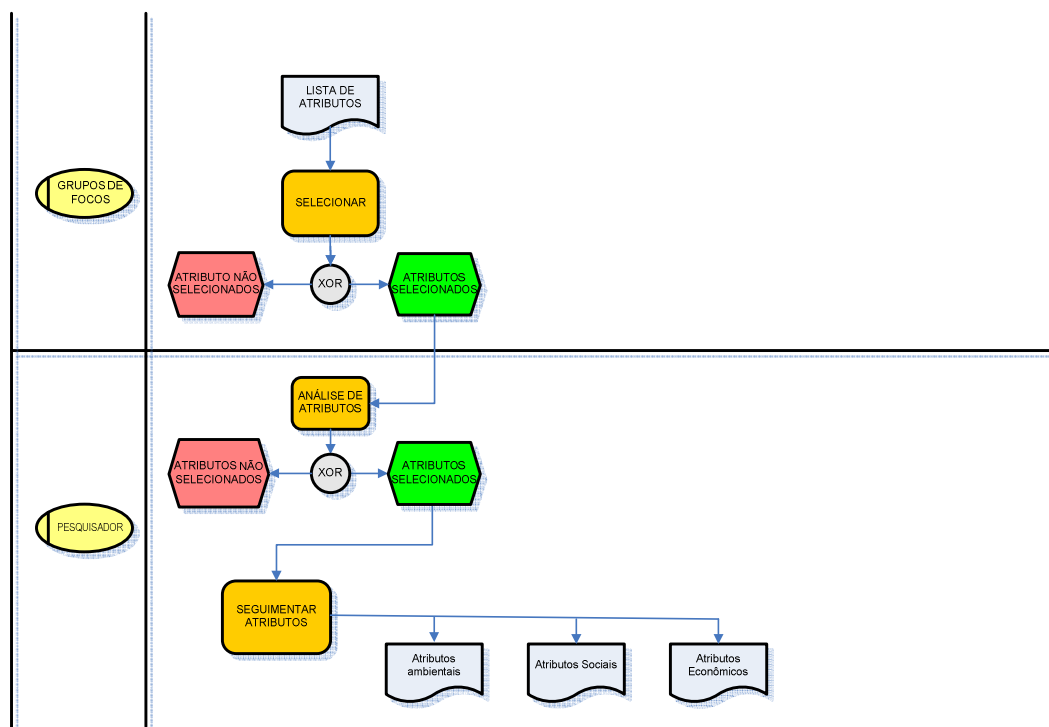 LISTA DE
ATRIBUTOS
GRUPOS DE
FOCOS
SELECIONAR
ATRIBUTO NÃO
SELECIONADOS
XOR
ATRIBUTOS
SELECIONADOS
ANÁLISE DE
ATRIBUTOS
ATRIBUTOS NÃO
SELECIONADOS
XOR
ATRIBUTOS
SELECIONADOS
PESQUISADOR
SEGUIMENTAR
ATRIBUTOS
Atributos
ambientais
Atributos Sociais
Atributos
Econômicos